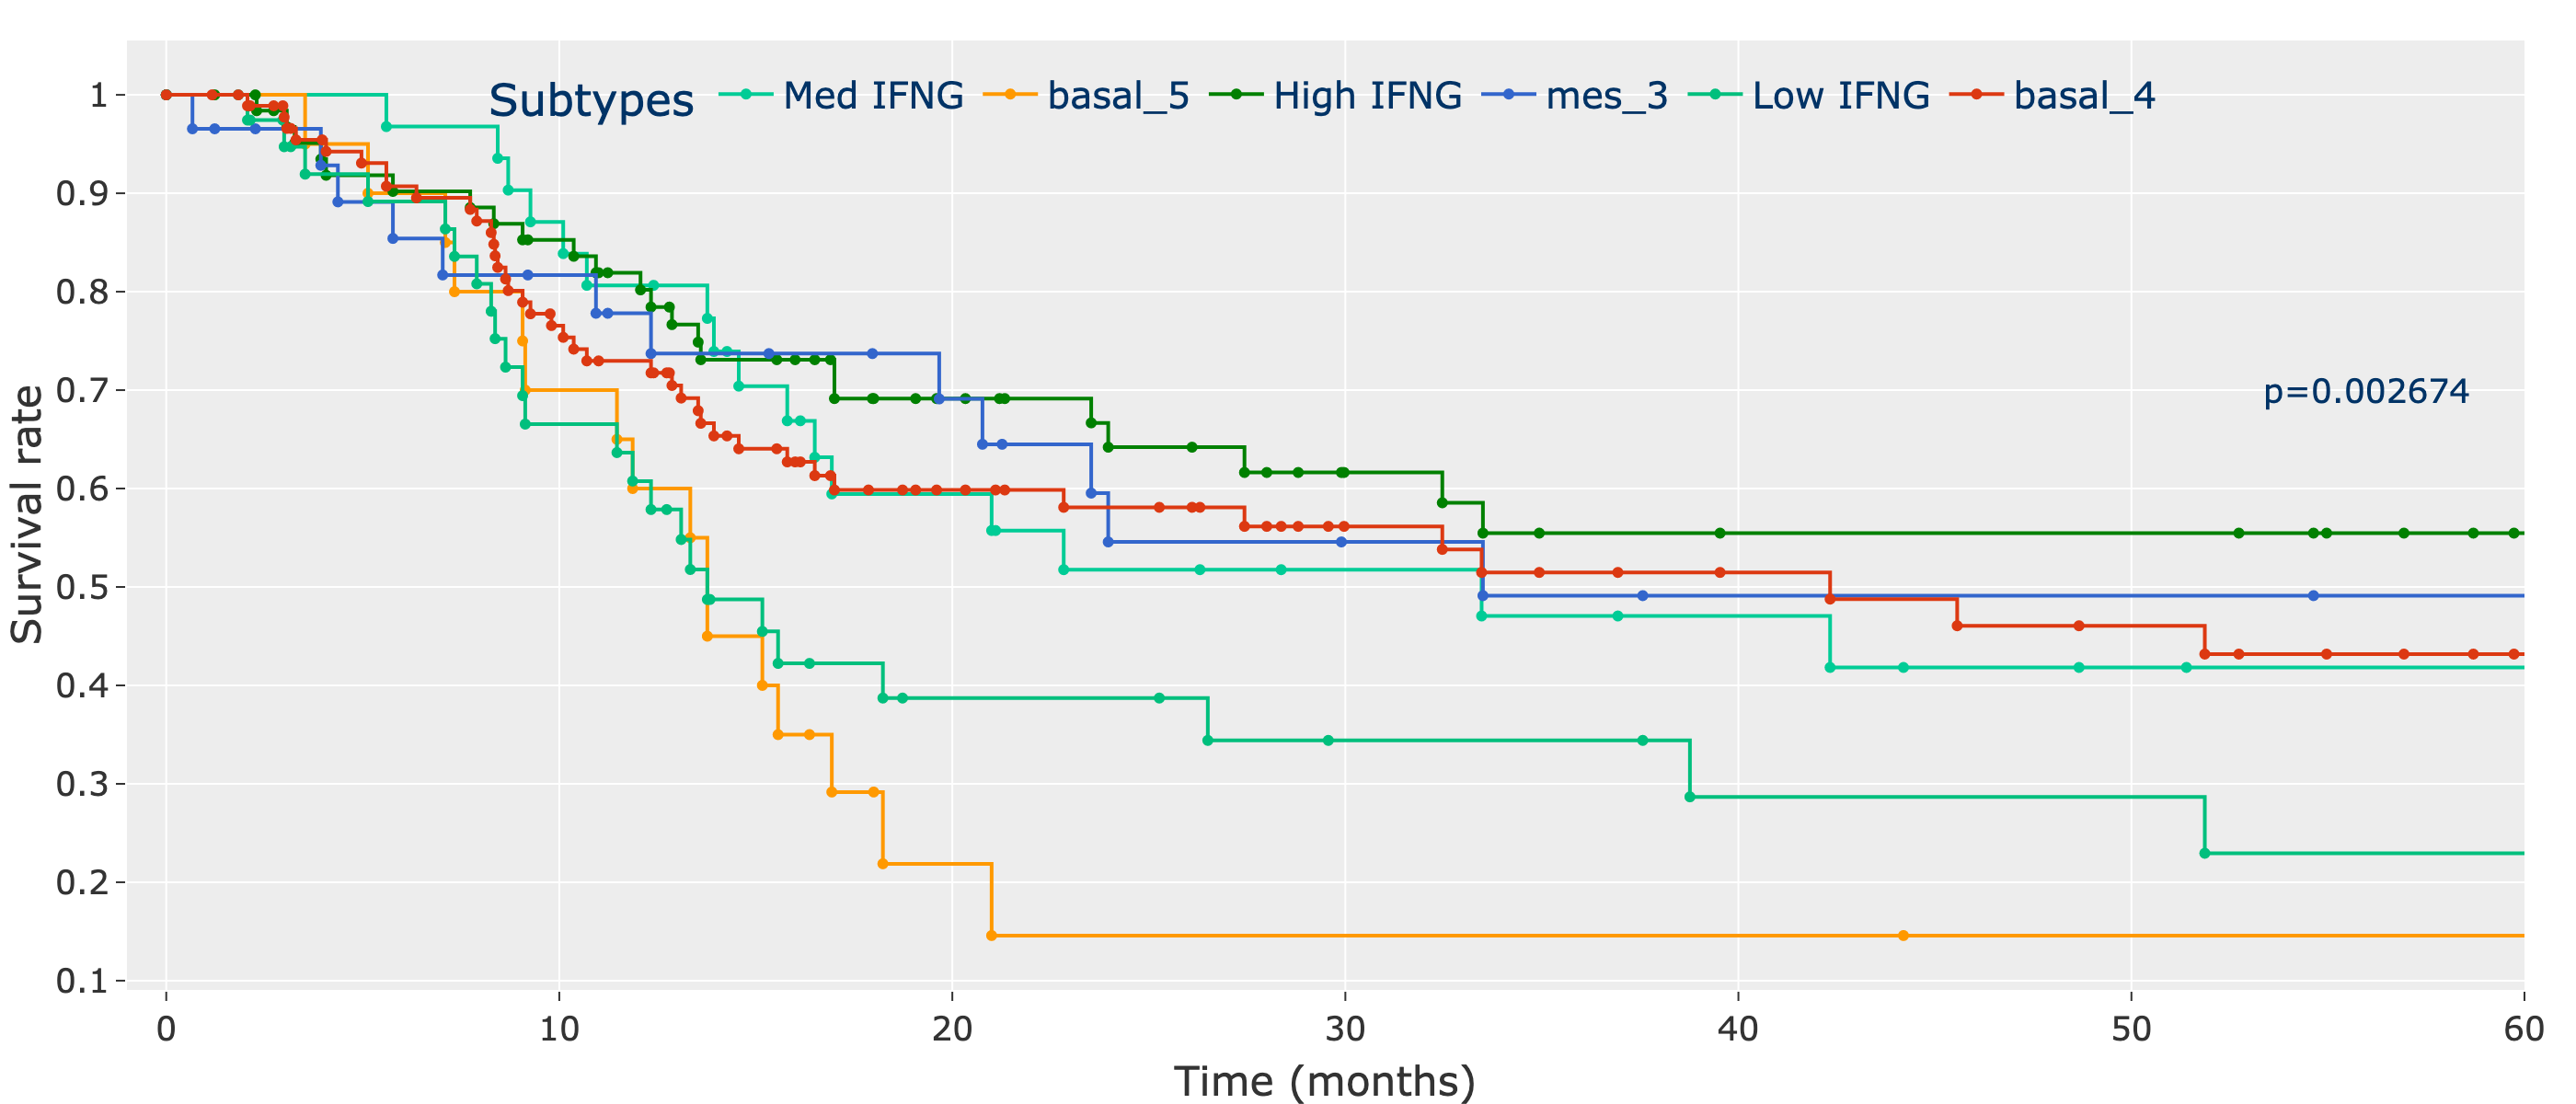 Subtypes Med IFNG basal_5 High IFNG mes_3 Low IFNG basal_4
1
0.9
0.8
0.7
0.6
0.5
0.4
0.3
0.2
0.1
Survival rate
p=0.002674
0 10 20 30 40 50 60
Time (months)